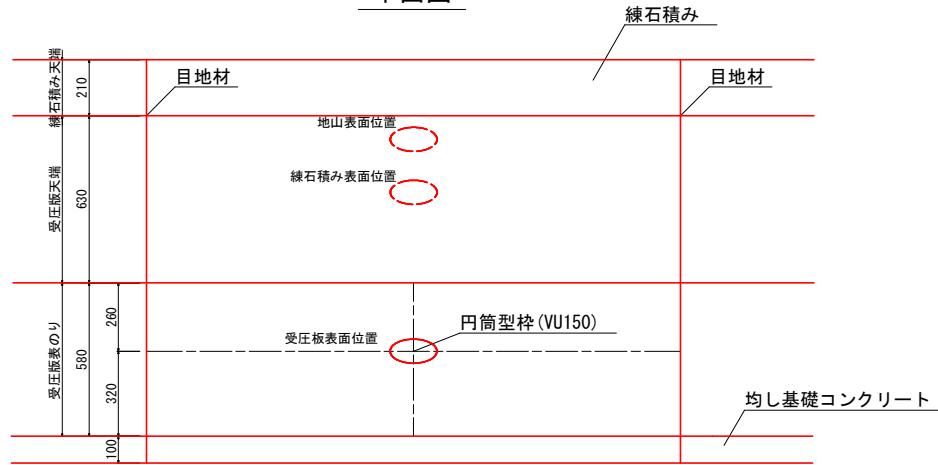 練石積み
練石積み天端
210
目地材
目地材
地山表面位置
練石積み表面位置
受圧版天端
630
受圧板表面位置
円筒型枠(VU150)
受圧版表のり
580
260
320
均し基礎コンクリート
100